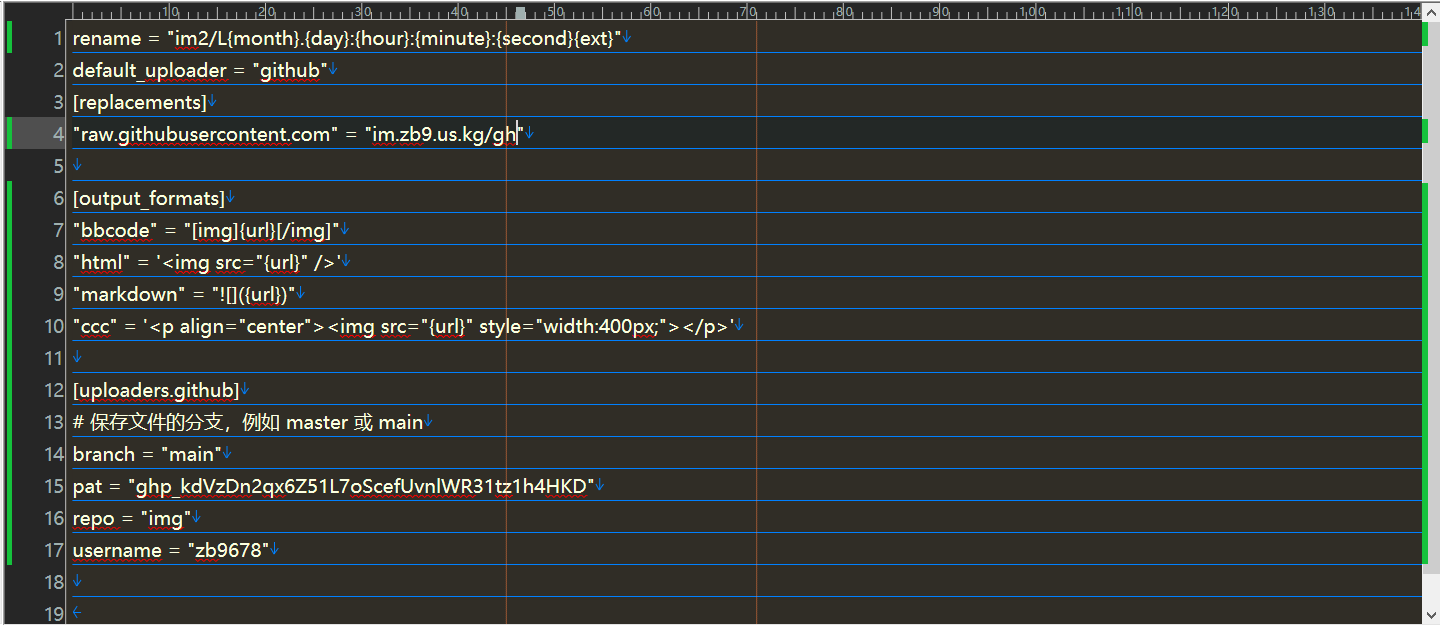 10 20 30 40 50 60 70 80 90 100 110 120 130 14
1 rename = "im2/L{month}.{day}:{hour}:{minute}:{second}{ext}"↓
2 default_uploader = "github"↓
3 [replacements]↓
4 "raw.githubusercontent.com" = "im.zb9.us.kg/gh"↓
5 ↓
6 [output_formats]↓
7 "bbcode" = "[img]{url}[/img]"↓
8 "html" = '<img src="{url}" />'↓
9 "markdown" = "![]({url})"↓
10 "ccc" = '<p align="center"><img src="{url}" style="width:400px;"></p>'↓
11 ↓
12 [uploaders.github]↓
13 # 保存文件的分支，例如 master 或 main↓
14 branch = "main"↓
15 pat = "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"↓
16 repo = "img"↓
17 username = "zb9678"↓
18 ↓
19 ←